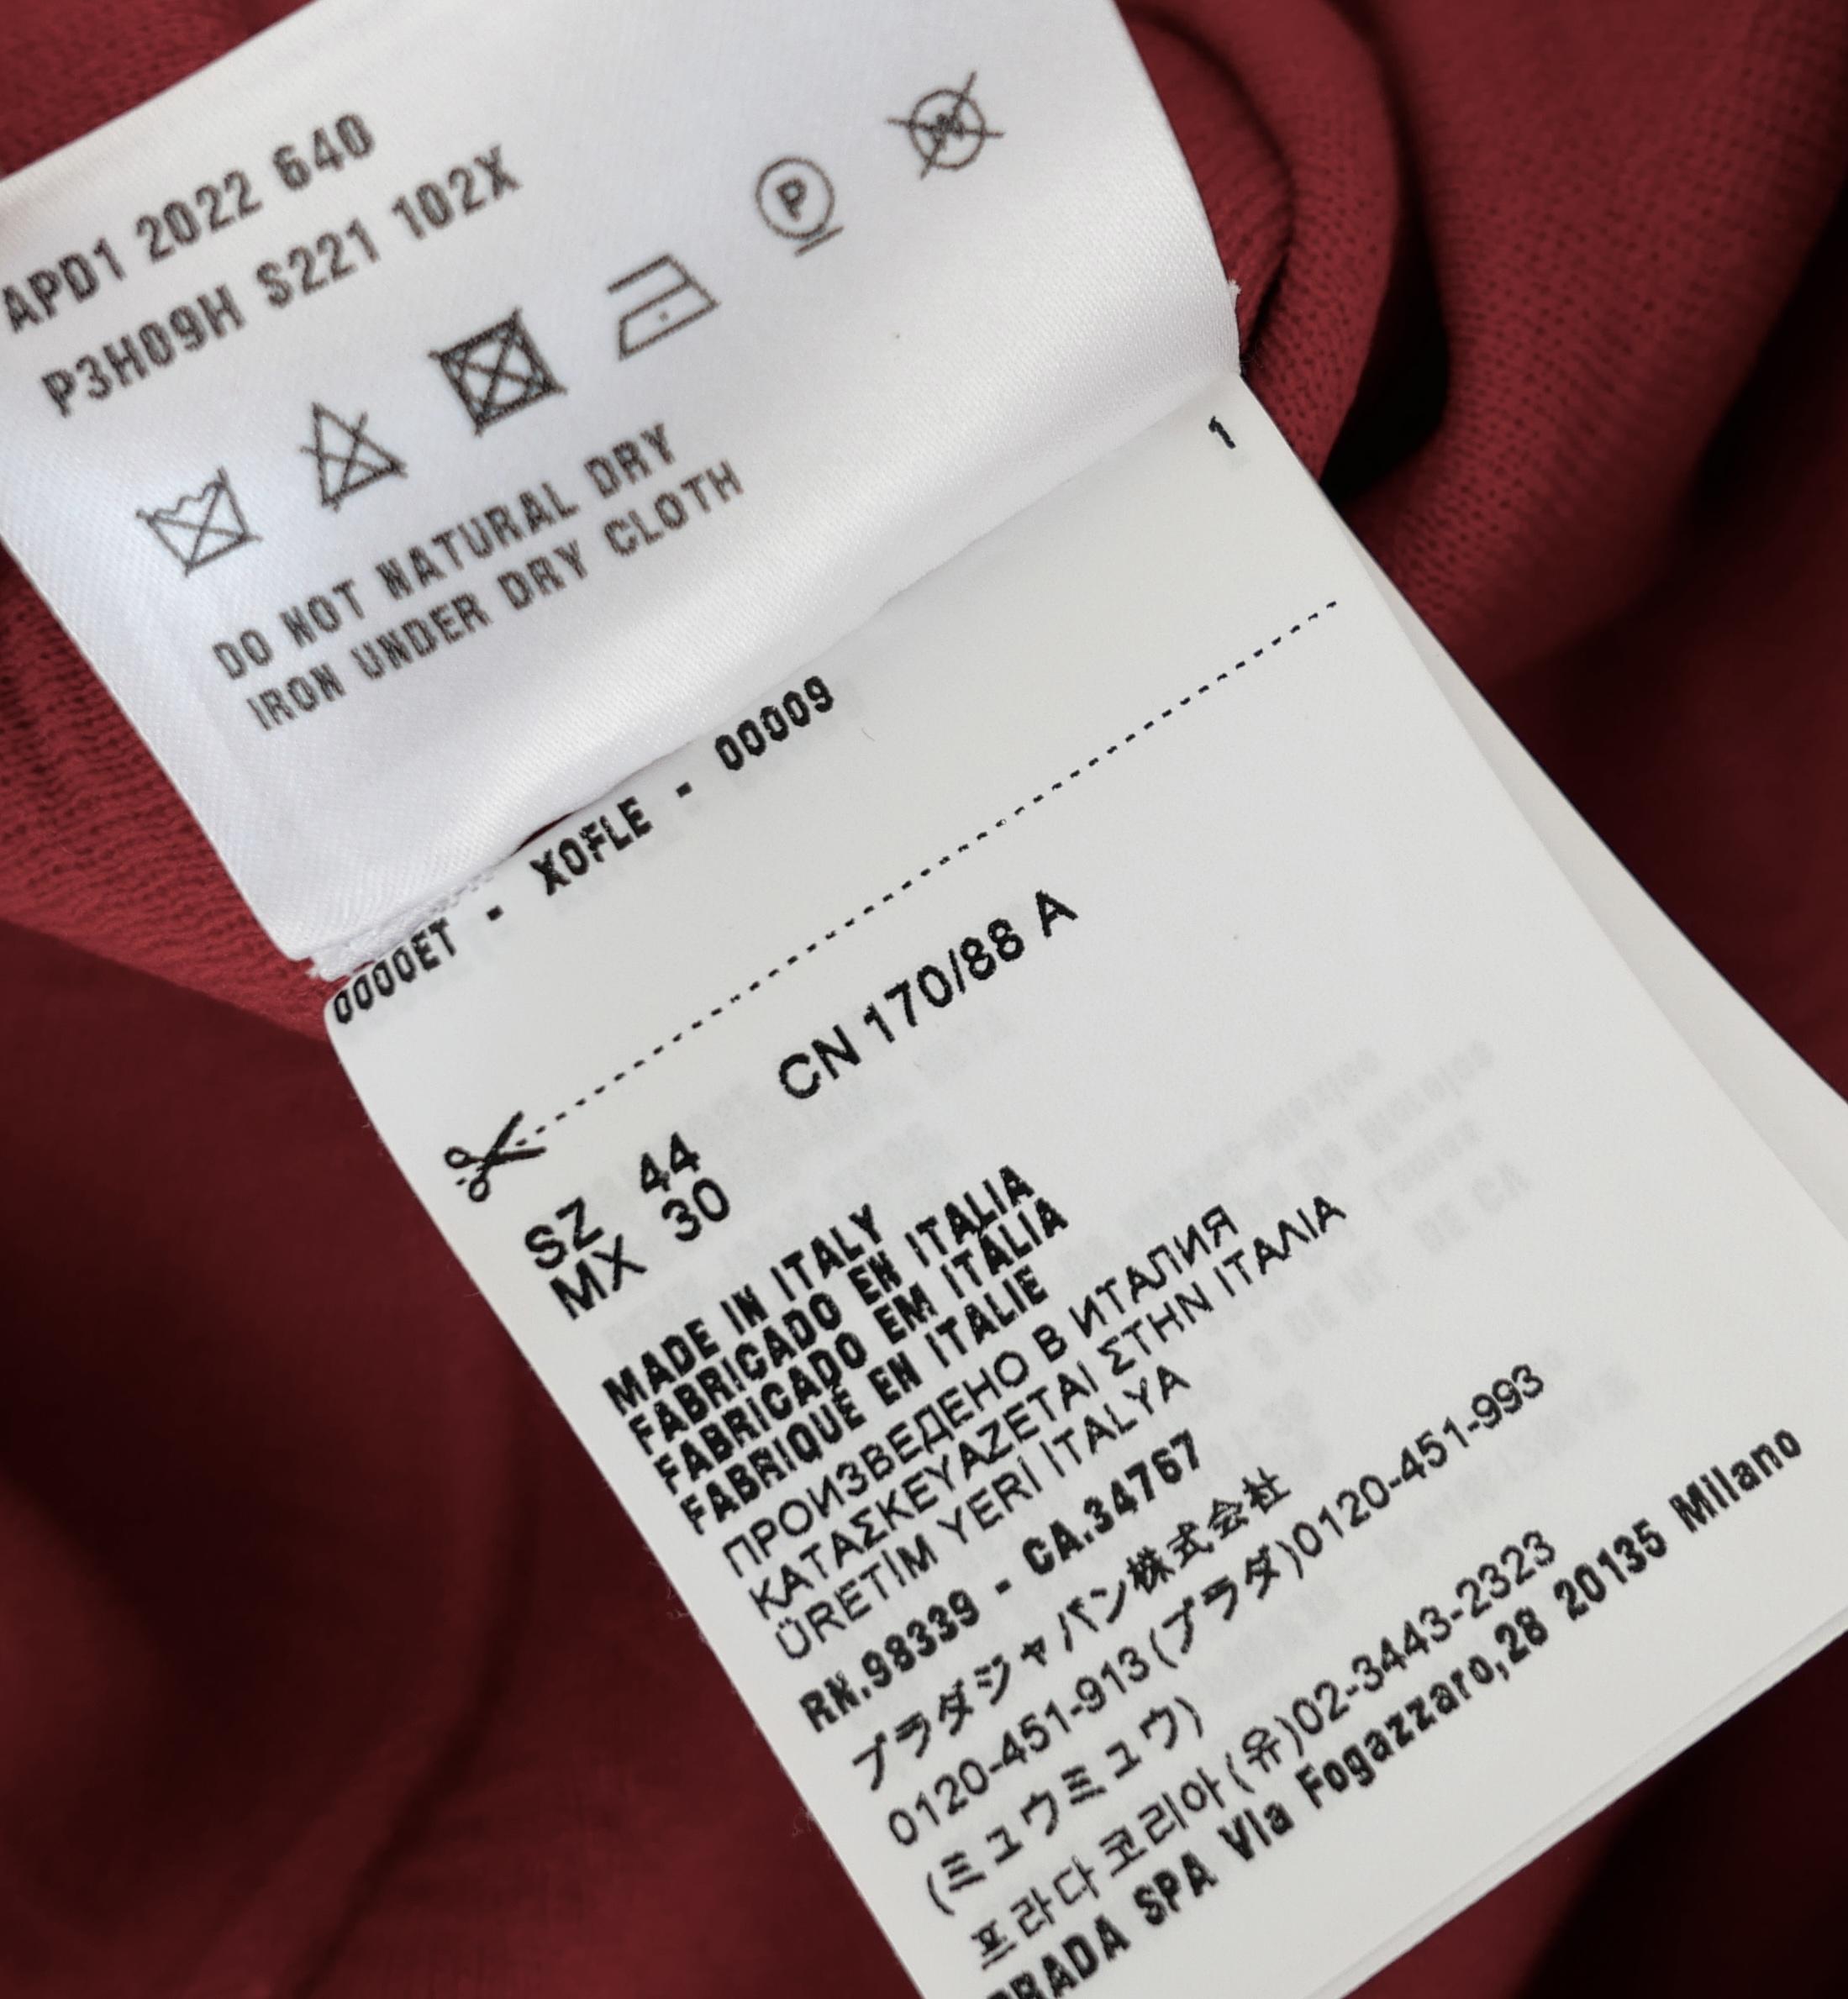 APD1 2022 640
P3H09H S221 102X
P
W
DO NOT NATURAL DRY
IRON UNDER DRY CLOTH
1
0000ET - XOFLE - 00009
CN 170/88 A
SZ 44
MX 30
MADE IN ITALY
FABRICADO EN ITALIA
FABRICADO EM ITALIA
FABRIQUÉ EN ITALIE
ПРОИЗВЕДЕНО В ИТАЛИЯ
ΚΑΤΑΣΚΕΥΑΖΕΤΑΙ ΣΤΗΝ ΙΤΑΛΙΑ
ÜRETİM YERİ İTALYA
RN.98339 - CA.34767
プラダジャパン株式会社
0120-451-913(プラダ)0120-451-993
(ミュウミュウ)
프라다코리아(유)02-3443-2323
PRADA SPA Via Fogazzaro,28 20135 Milano